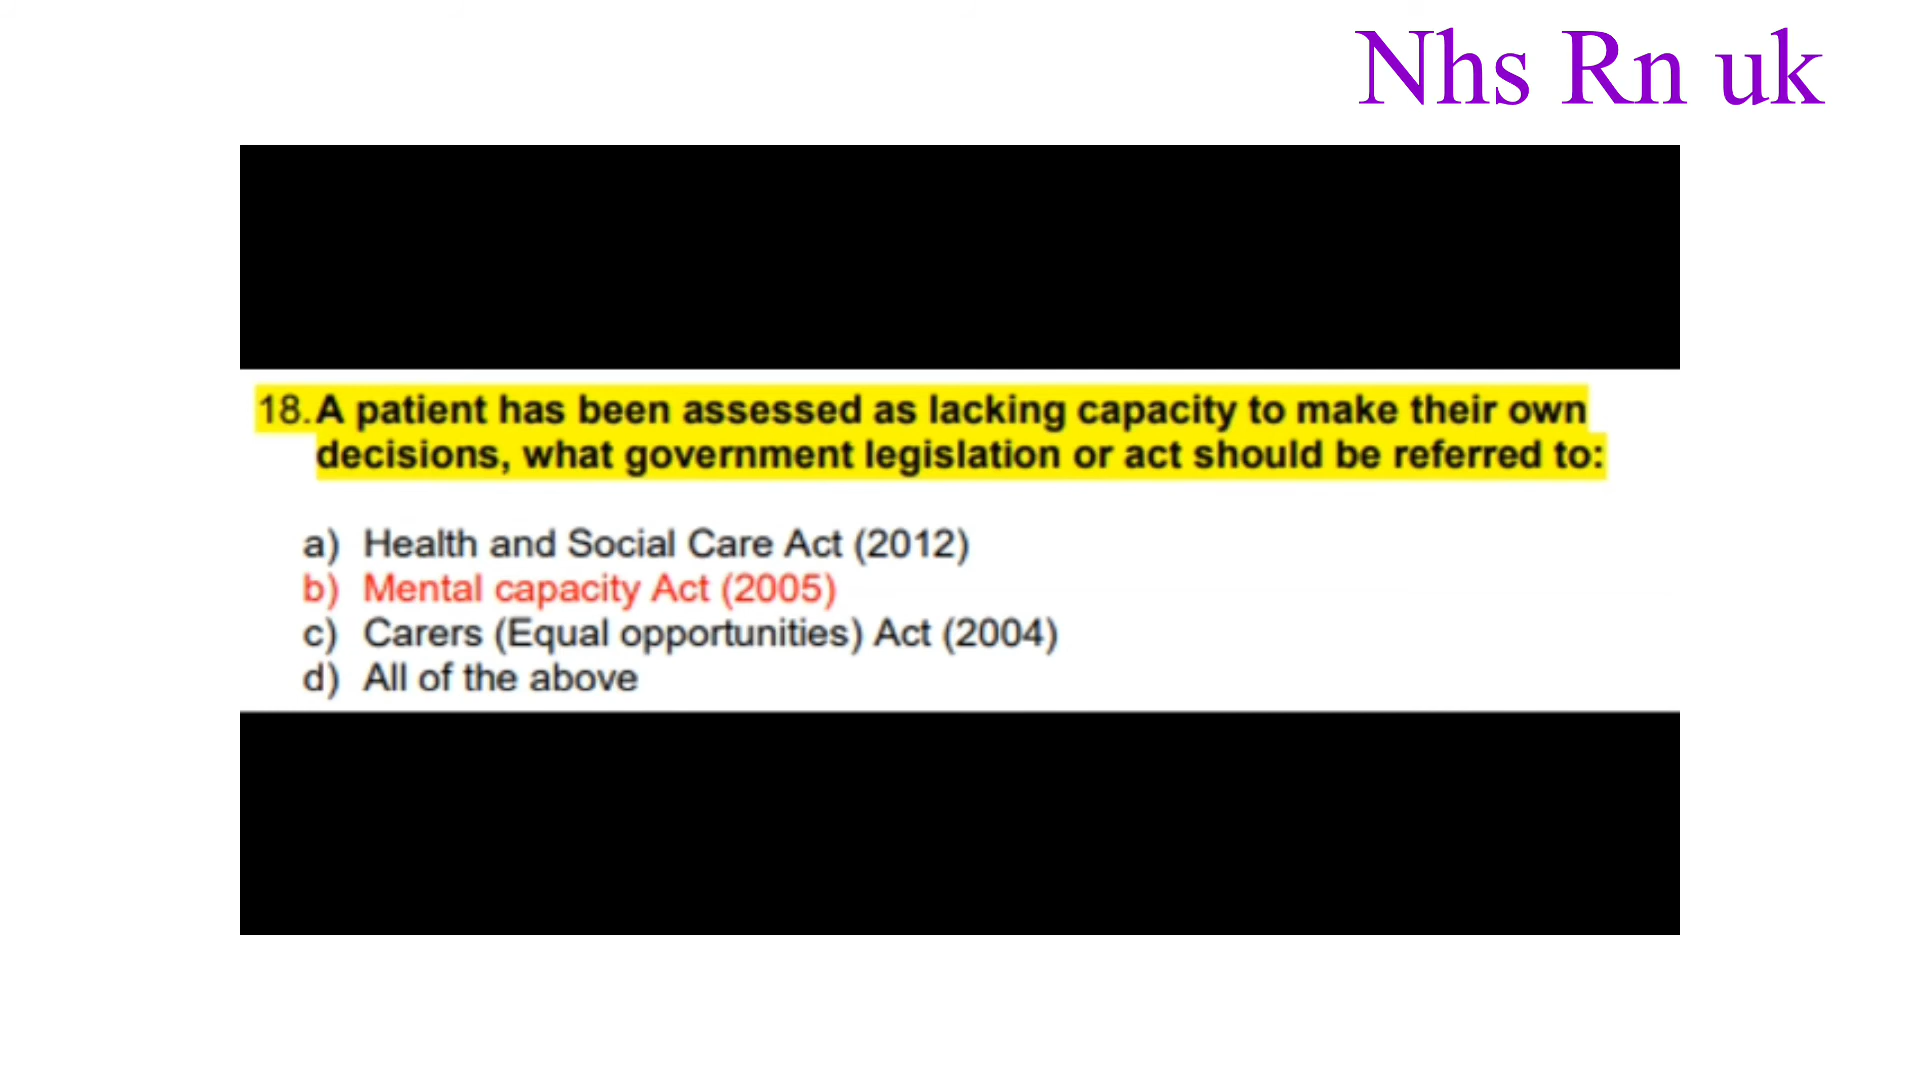 Nhs Rn uk
18. A patient has been assessed as lacking capacity to make their own
decisions, what government legislation or act should be referred to:
a) Health and Social Care Act (2012)
b) Mental capacity Act (2005)
c) Carers (Equal opportunities) Act (2004)
d) All of the above